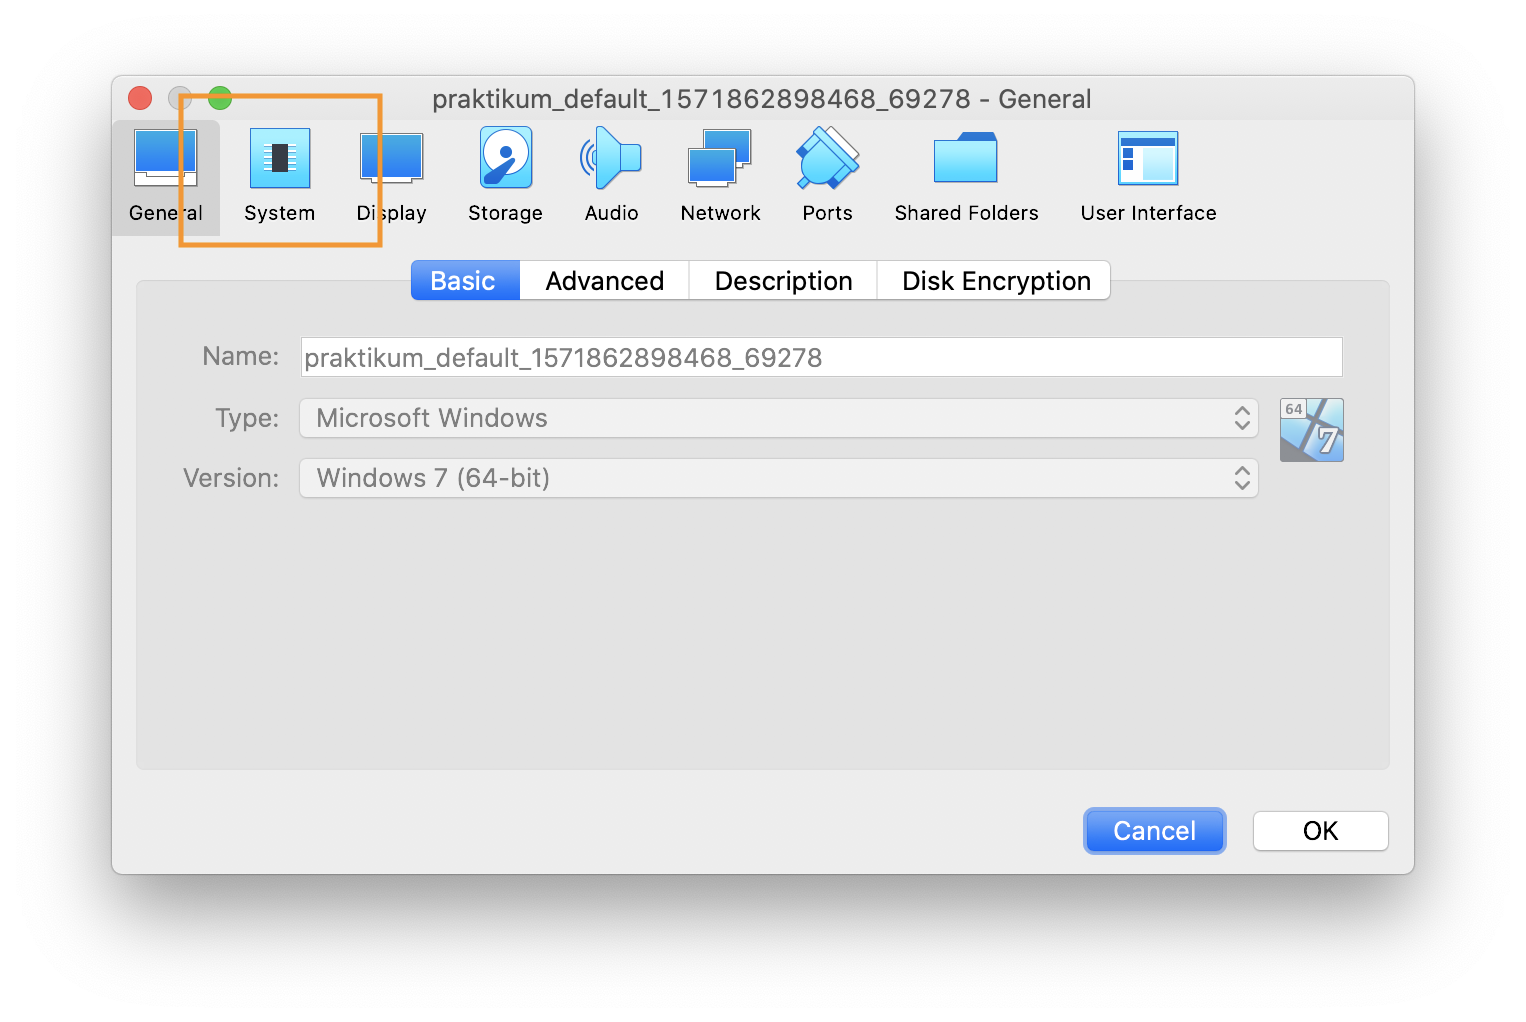 praktikum_default_1571862898468_69278 - General
General System Display Storage Audio Network Ports Shared Folders User Interface
Basic Advanced Description Disk Encryption
Name: praktikum_default_1571862898468_69278
Type: Microsoft Windows
64
7
Version: Windows 7 (64-bit)
Cancel OK